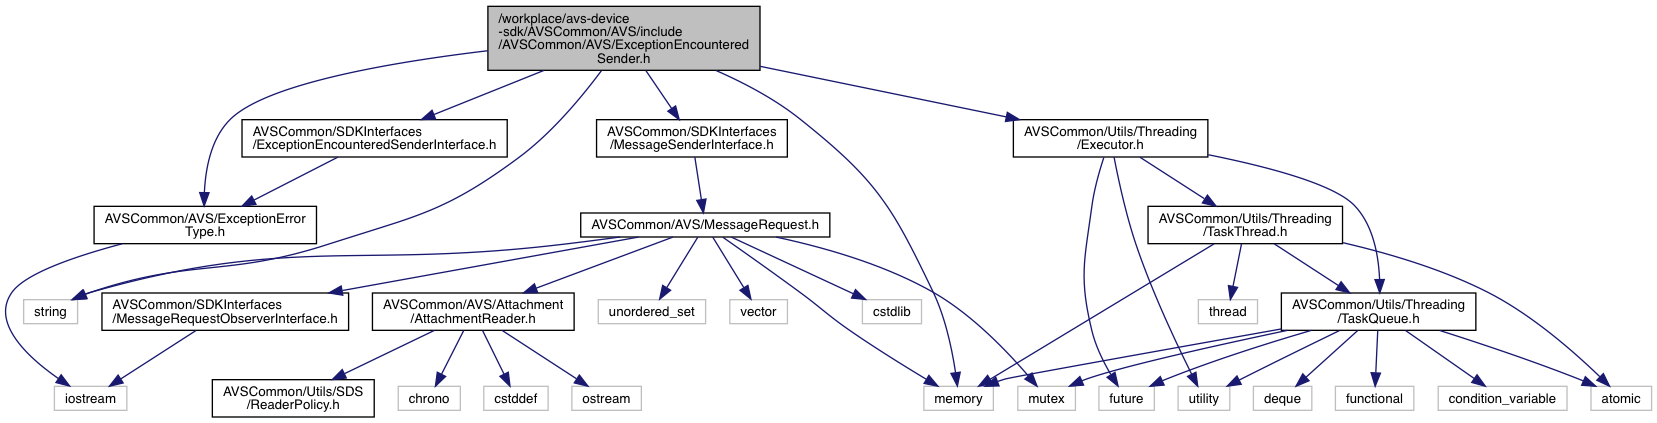 /workplace/avs-device
-sdk/AVSCommon/AVS/include
/AVSCommon/AVS/ExceptionEncountered
Sender.h
AVSCommon/SDKInterfaces
/ExceptionEncounteredSenderInterface.h
AVSCommon/SDKInterfaces
/MessageSenderInterface.h
AVSCommon/Utils/Threading
/Executor.h
AVSCommon/AVS/ExceptionError
Type.h
AVSCommon/AVS/MessageRequest.h
AVSCommon/Utils/Threading
/TaskThread.h
string
AVSCommon/SDKInterfaces
/MessageRequestObserverInterface.h
AVSCommon/AVS/Attachment
/AttachmentReader.h
unordered_set
vector
cstdlib
thread
AVSCommon/Utils/Threading
/TaskQueue.h
iostream
AVSCommon/Utils/SDS
/ReaderPolicy.h
chrono
cstddef
ostream
memory
mutex
future
utility
deque
functional
condition_variable
atomic